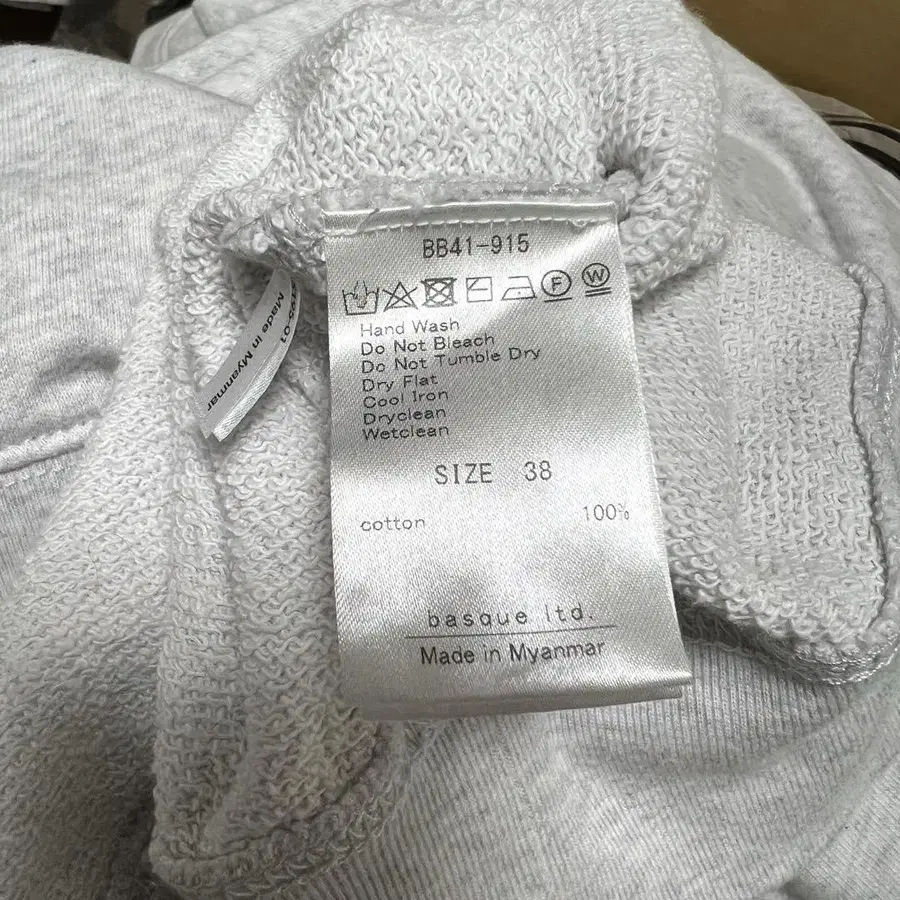 BB41-915
F W
Hand Wash
Do Not Bleach
Do Not Tumble Dry
Dry Flat
Cool Iron
Dryclean
Wetclean
SIZE 38
cotton 100%
basque ltd.
Made in Myanmar
Made in Myanmar